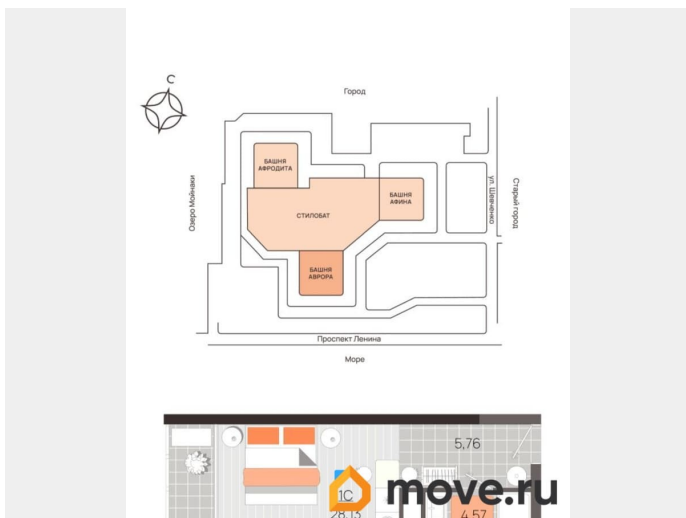 С
Город
БАШНЯ
АФРОДИТА
Озеро Мойнаки
СТИЛОБАТ
БАШНЯ
АФИНА
ул. Шевченко
Старый город
БАШНЯ
АВРОРА
Проспект Ленина
Море
5,76
1С
28,13
4,57
move.ru